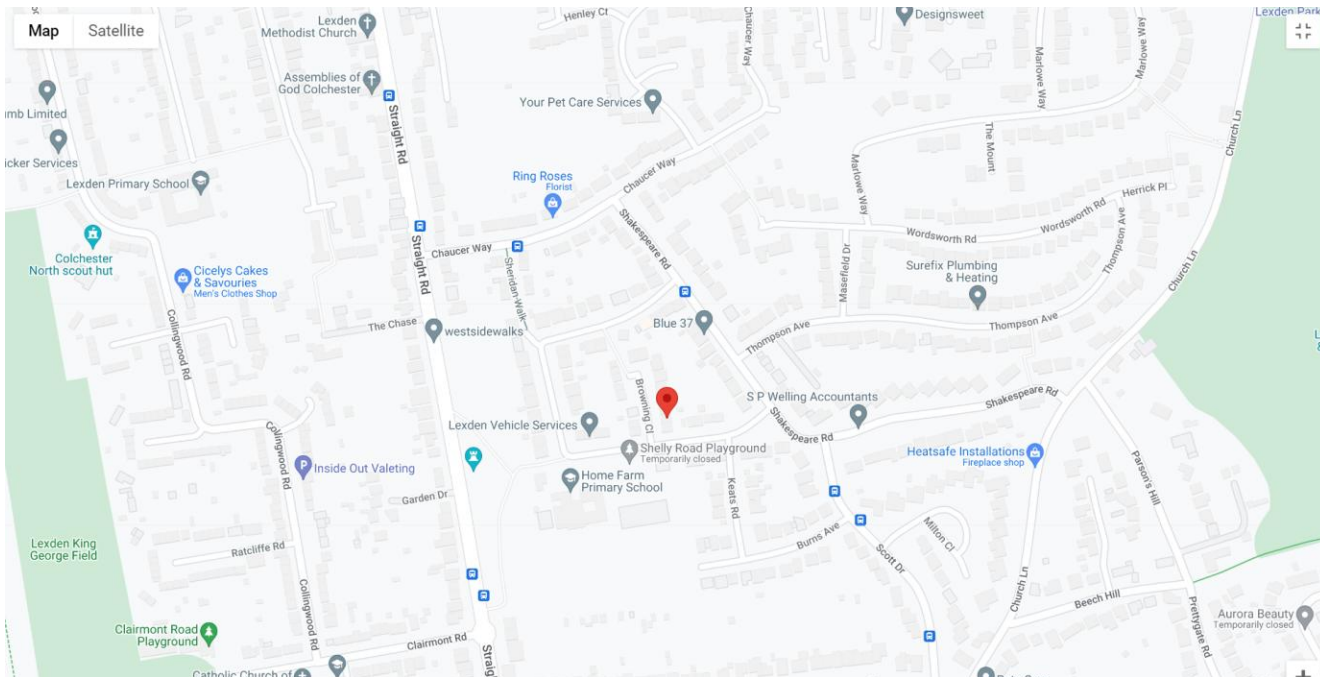 Map
Satellite
Lexden
Methodist Church
Henley Ct
Chaucer Way
Designsweet
Lexden Park
Marlowe Way
Marlowe Way
Assemblies of
God Colchester
Your Pet Care Services
umb Limited
icker Services
Straight Rd
Church Ln
The Mount
Lexden Primary School
Ring Roses
Florist
Chaucer Way
Marlowe Way
Herrick Pl
Wordsworth Rd
Wordsworth Rd
Thompson Ave
Colchester
North scout hut
Straight Rd
Chaucer Way
Shakespeare Rd
Sheridan Walk
Masefield Dr
Surefix Plumbing
& Heating
Church Ln
Cicelys Cakes
& Savouries
Men's Clothes Shop
Collingwood Rd
The Chase
westsidewalks
Blue 37
Thompson Ave
Thompson Ave
Browning Cl
S P Welling Accountants
Shakespeare Rd
Shakespeare Rd
Lexden Vehicle Services
Shelly Road Playground
Temporarily closed
Heatsafe Installations
Fireplace shop
Collingwood Rd
Inside Out Valeting
Home Farm
Primary School
Keats Rd
Parson's Hill
Garden Dr
Lexden King
George Field
Ratcliffe Rd
Burns Ave
Milton Cl
Scott Dr
Collingwood Rd
Church Ln
Beech Hill
Prettygate Rd
Aurora Beauty
Temporarily closed
Clairmont Road
Playground
Clairmont Rd
Straig
Catholic Church of